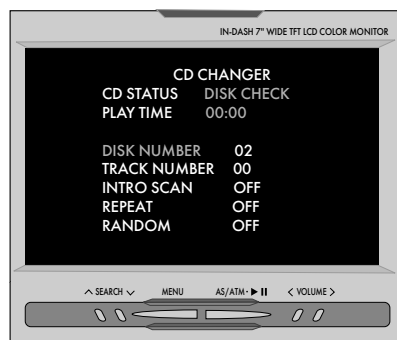 IN-DASH 7" WIDE TFT LCD COLOR MONITOR
CD CHANGER
CD STATUS DISK CHECK
PLAY TIME 00:00
DISK NUMBER 02
TRACK NUMBER 00
INTRO SCAN OFF
REPEAT OFF
RANDOM OFF
SEARCH MENU AS/ATM· VOLUME